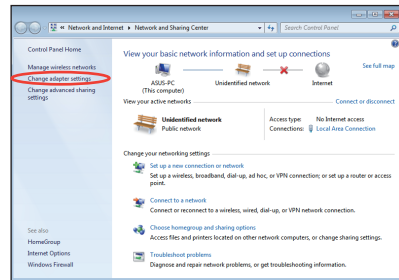 « Network and Internet ▸ Network and Sharing Center
Search Control Panel
Control Panel Home
Manage wireless networks
Change adapter settings
Change advanced sharing
settings
See also
HomeGroup
Internet Options
Windows Firewall
View your basic network information and set up connections
See full map
ASUS-PC
(This computer)
Unidentified network
Internet
View your active networks
Connect or disconnect
Unidentified network
Public network
Access type: No Internet access
Connections: Local Area Connection
Change your networking settings
Set up a new connection or network
Set up a wireless, broadband, dial-up, ad hoc, or VPN connection; or set up a router or access
point.
Connect to a network
Connect or reconnect to a wireless, wired, dial-up, or VPN network connection.
Choose homegroup and sharing options
Access files and printers located on other network computers, or change sharing settings.
Troubleshoot problems
Diagnose and repair network problems, or get troubleshooting information.